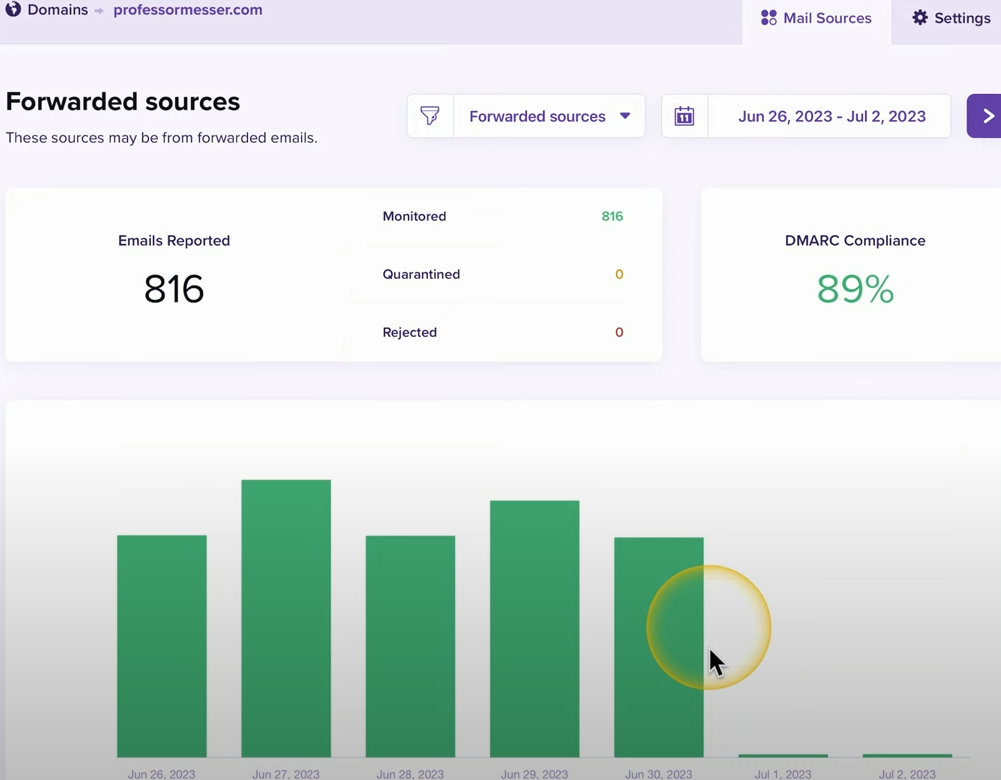 Domains professormesser.com
Mail Sources
Settings
Forwarded sources
These sources may be from forwarded emails.
Forwarded sources
11
Jun 26, 2023 - Jul 2, 2023
Emails Reported
816
Monitored 816
Quarantined 0
Rejected 0
DMARC Compliance
89%
Jun 26, 2023 Jun 27, 2023 Jun 28, 2023 Jun 29, 2023 Jun 30, 2023 Jul 1, 2023 Jul 2, 2023